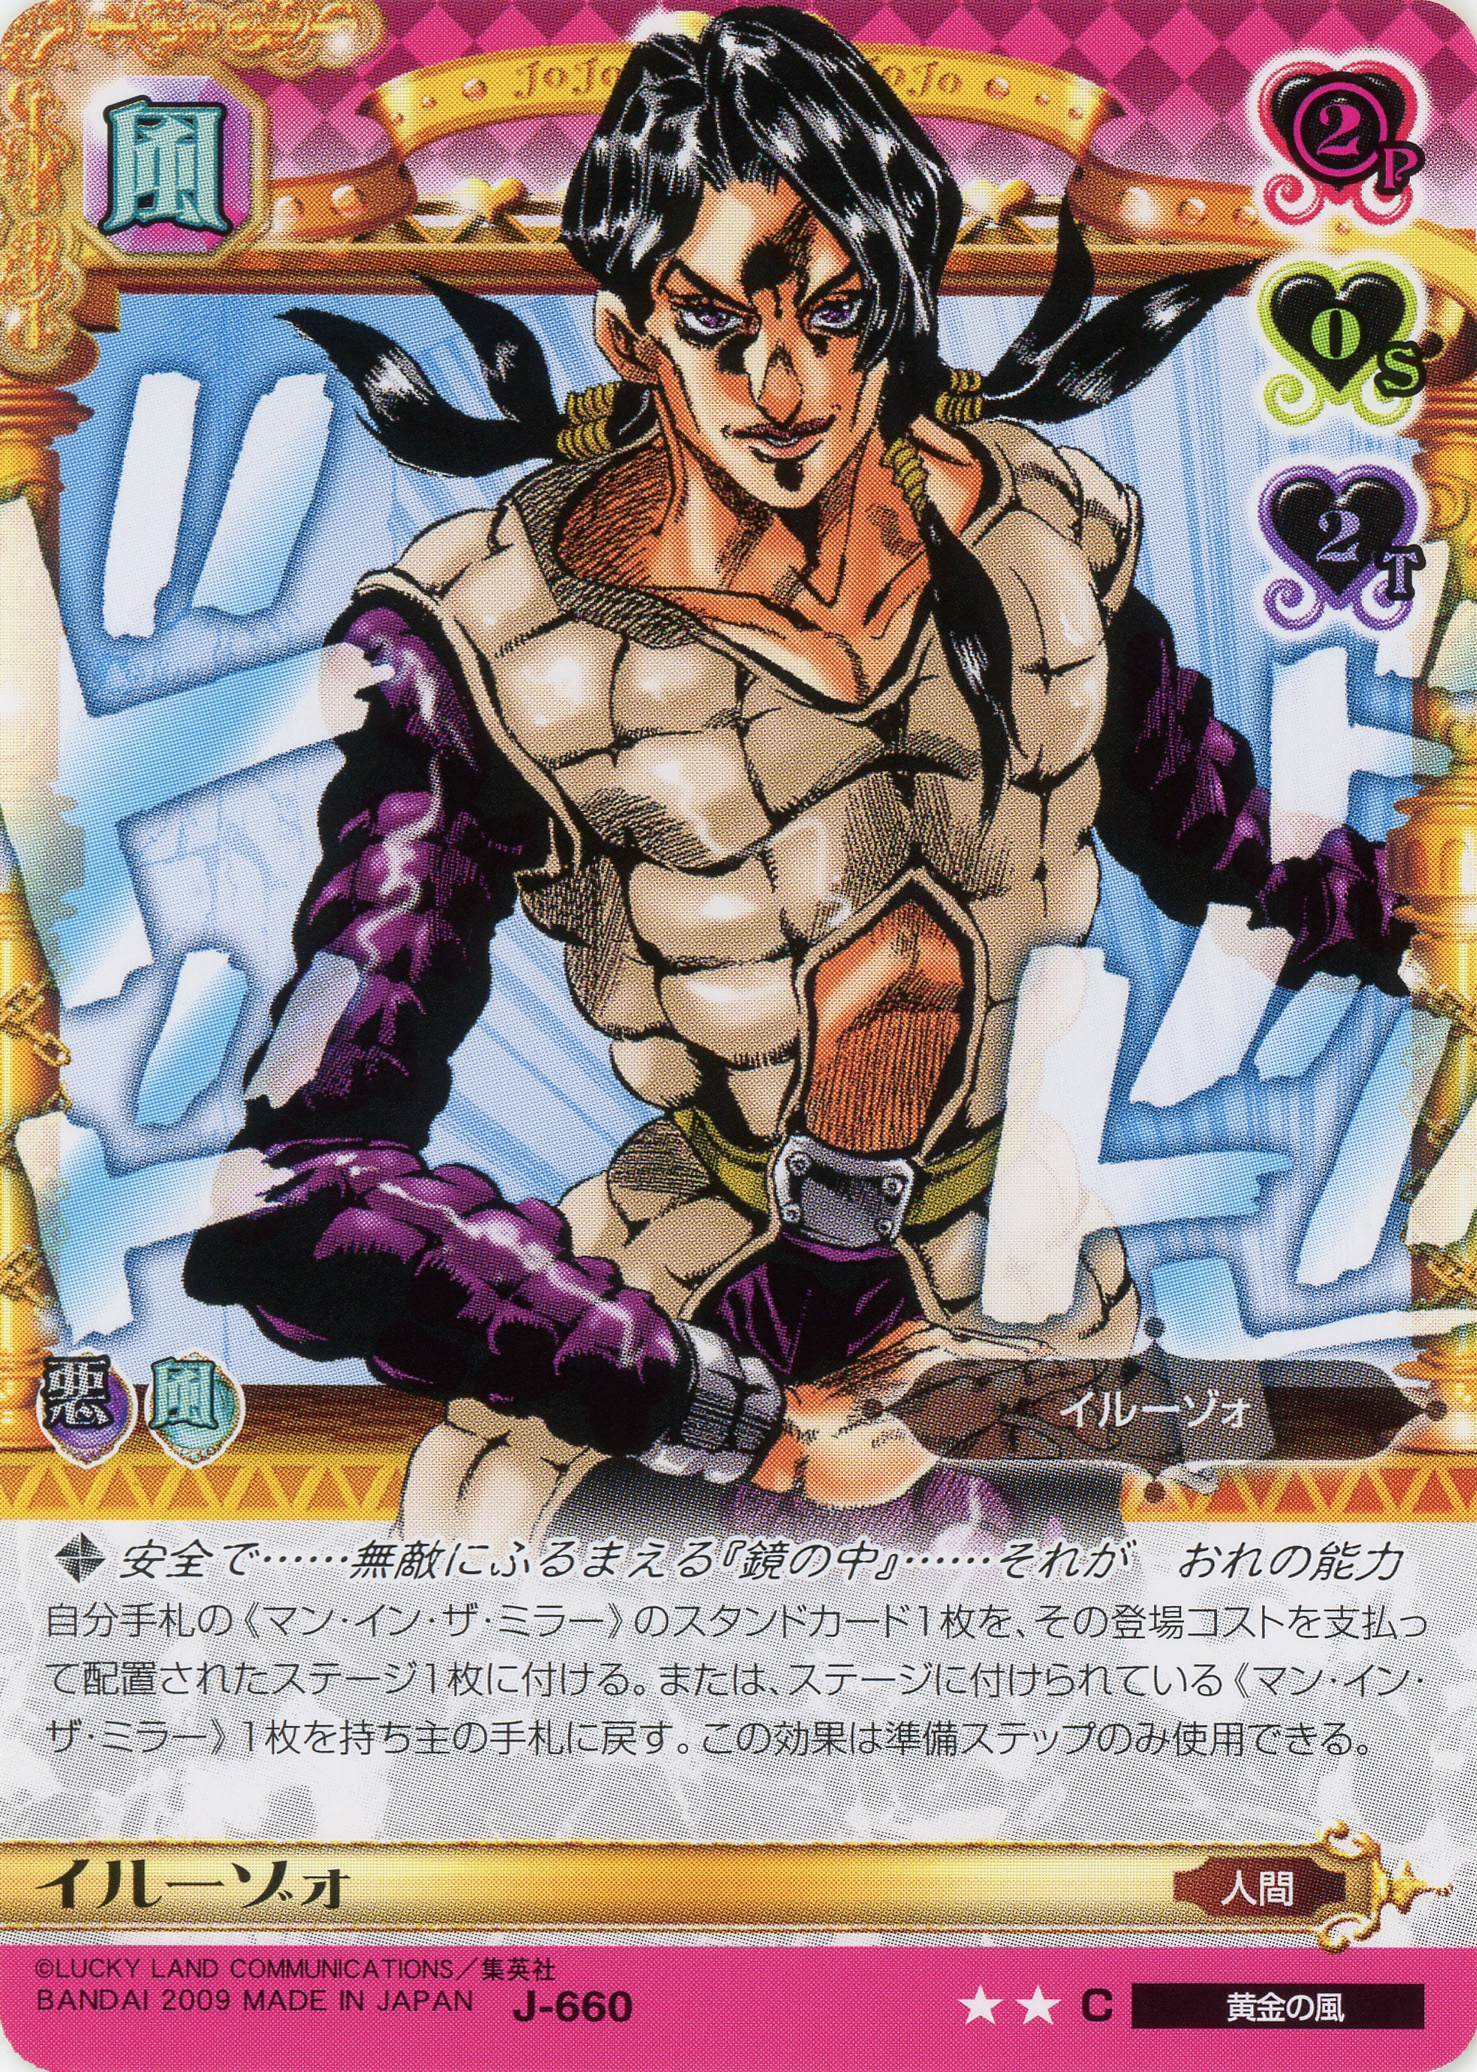 JoJo
oJo
風
2P
0S
2T
ドドドド
悪
風
イルーゾォ
安全で……無敵にふるまえる『鏡の中』……それが　おれの能力
自分手札の《マン・イン・ザ・ミラー》のスタンドカード1枚を、その登場コストを支払っ
て配置されたステージ1枚に付ける。または、ステージに付けられている《マン・イン・
ザ・ミラー》1枚を持ち主の手札に戻す。この効果は準備ステップのみ使用できる。
イルーゾォ
人間
©LUCKY LAND COMMUNICATIONS／集英社
BANDAI 2009 MADE IN JAPAN J-660
★★ C 黄金の風